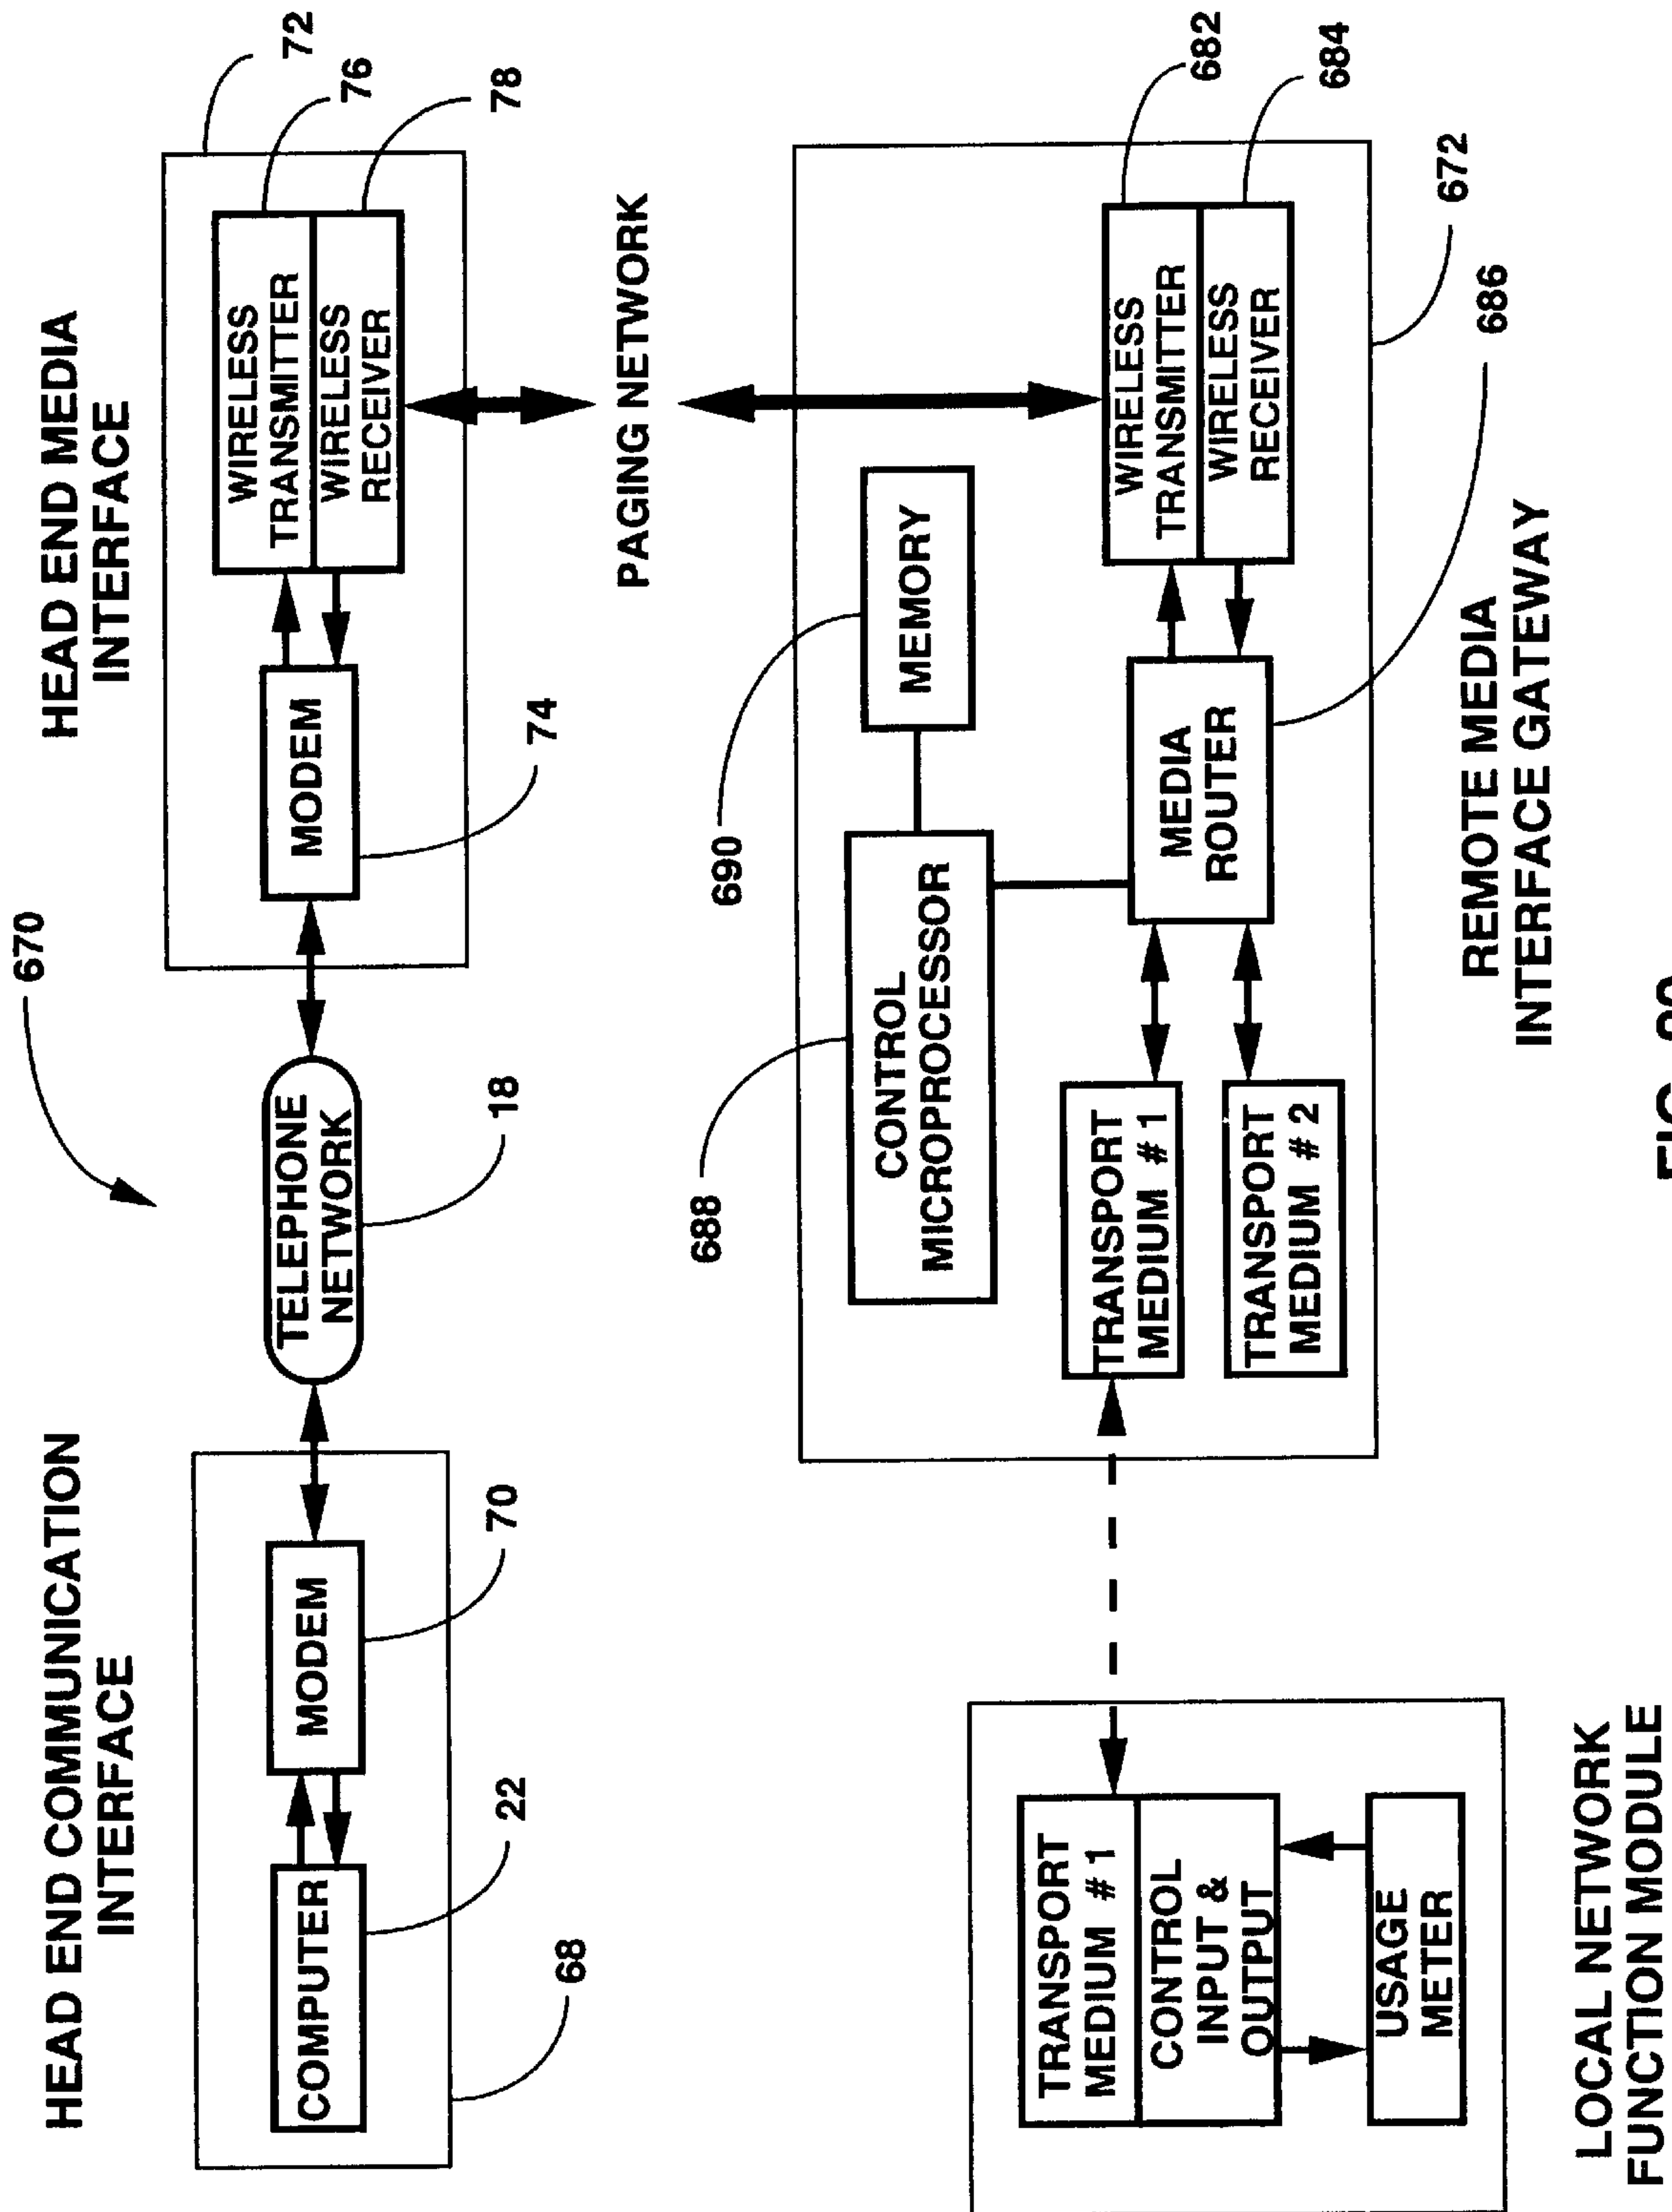 HEAD END COMMUNICATION
INTERFACE
COMPUTER
MODEM
22
70
68
670
TELEPHONE
NETWORK
18
HEAD END MEDIA
INTERFACE
MODEM
74
WIRELESS
TRANSMITTER
WIRELESS
RECEIVER
72
76
78
PAGING NETWORK
690
688
CONTROL
MICROPROCESSOR
MEMORY
TRANSPORT
MEDIUM # 1
TRANSPORT
MEDIUM # 2
MEDIA
ROUTER
WIRELESS
TRANSMITTER
WIRELESS
RECEIVER
682
684
672
686
REMOTE MEDIA
INTERFACE GATEWAY
TRANSPORT
MEDIUM # 1
CONTROL
INPUT &
OUTPUT
USAGE
METER
LOCAL NETWORK
FUNCTION MODULE